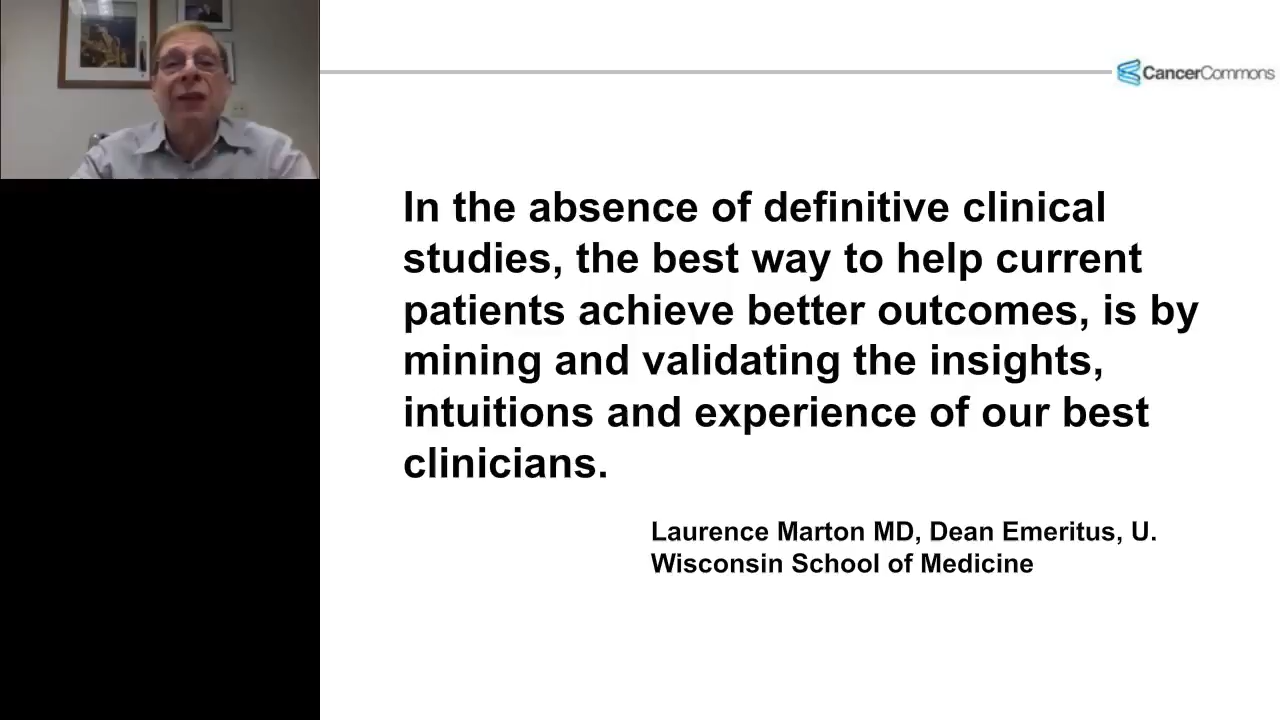 CancerCommons
In the absence of definitive clinical
studies, the best way to help current
patients achieve better outcomes, is by
mining and validating the insights,
intuitions and experience of our best
clinicians.
Laurence Marton MD, Dean Emeritus, U.
Wisconsin School of Medicine